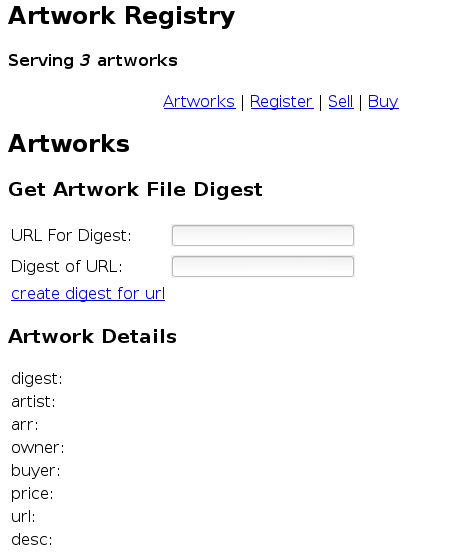 Artwork Registry
Serving 3 artworks
Artworks | Register | Sell | Buy
Artworks
Get Artwork File Digest
URL For Digest:
Digest of URL:
create digest for url
Artwork Details
digest:
artist:
arr:
owner:
buyer:
price:
url:
desc: